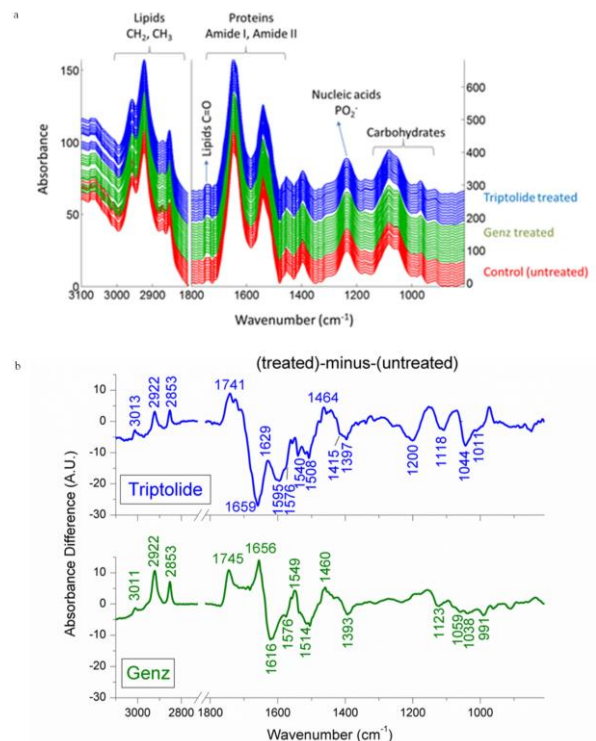 a
Lipids
CH₂, CH₃
Proteins
Amide I, Amide II
Lipids C=O
Nucleic acids
PO₂⁻
Carbohydrates
Absorbance
150
100
50
0
600
500
400
300
200
100
0
Triptolide treated
Genz treated
Control (untreated)
3100 3000 2900 1800 1600 1400 1200 1000
Wavenumber (cm⁻¹)
b
(treated)-minus-(untreated)
Absorbance Difference (A.U.)
10
0
-10
-20
-30
3013
2922
2853
1741
1659
1629
1595
1576
1540
1508
1464
1415
1397
1200
1118
1044
1011
Triptolide
10
0
-10
-20
-30
3011
2922
2853
1745
1656
1616
1576
1549
1514
1460
1393
1123
1059
1038
991
Genz
3000 2800 1800 1600 1400 1200 1000
Wavenumber (cm⁻¹)